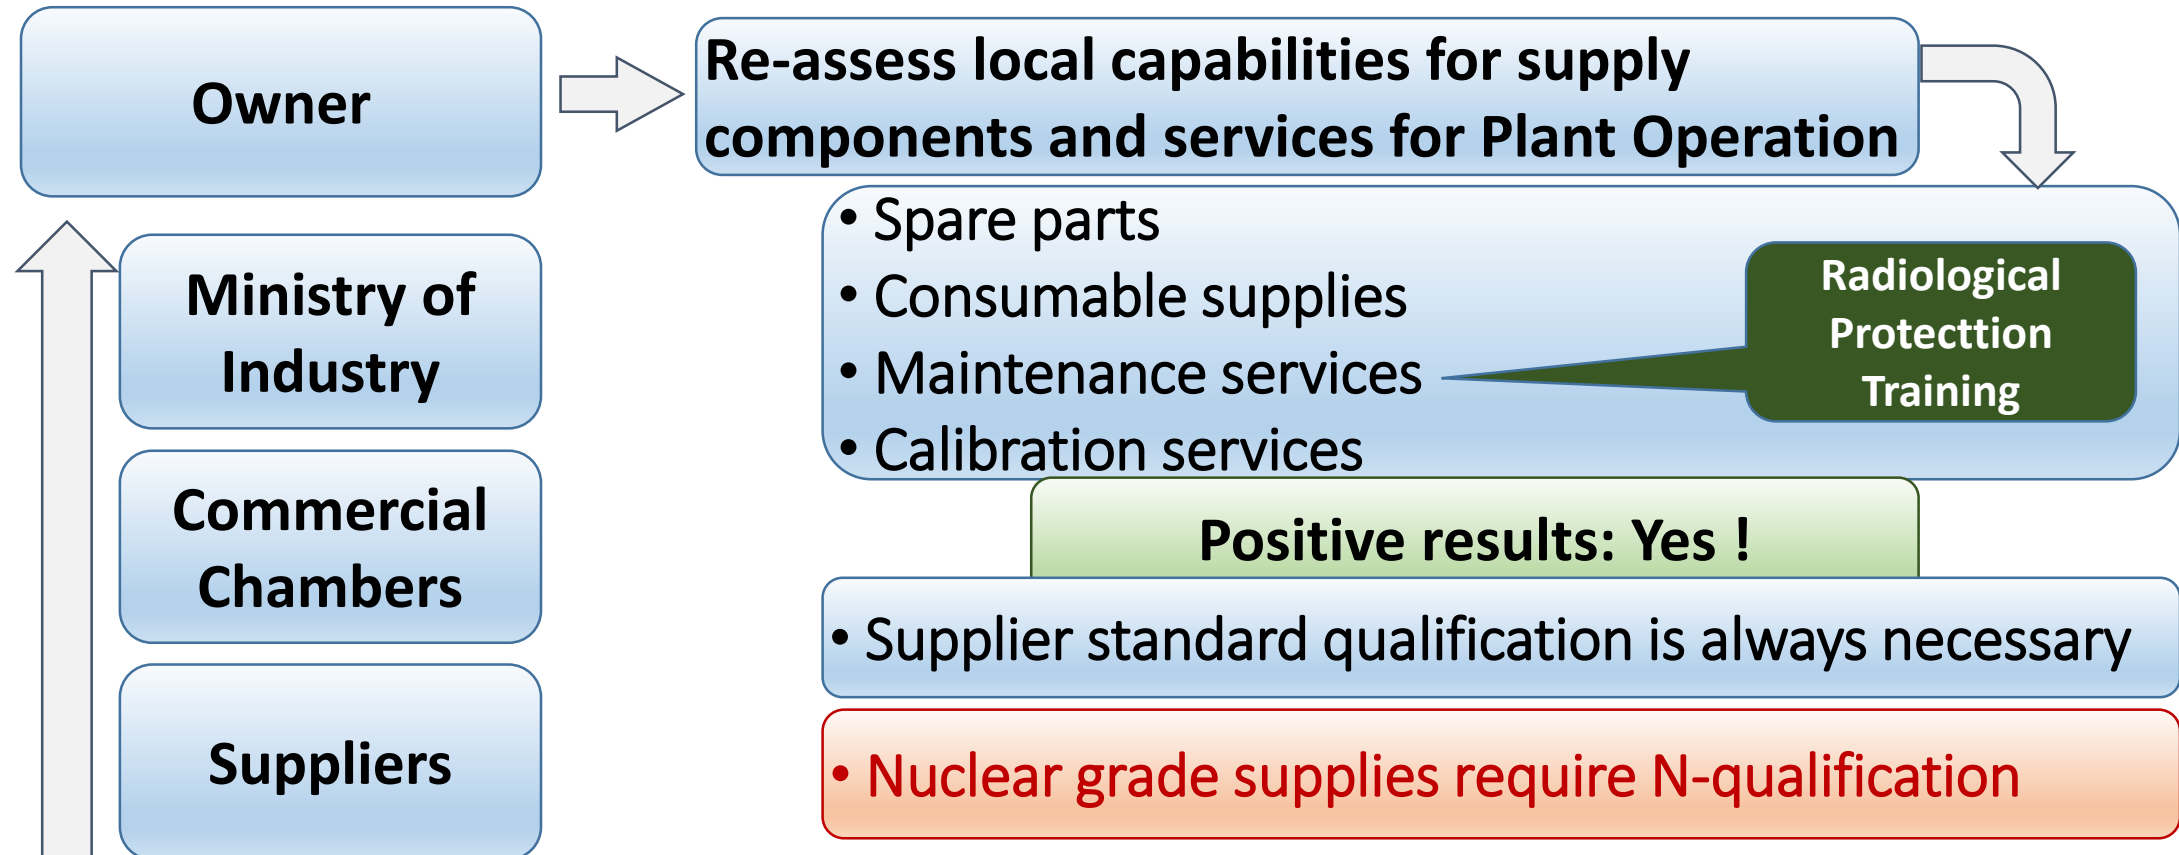 Owner
Ministry of
Industry
Commercial
Chambers
Suppliers
Re-assess local capabilities for supply
components and services for Plant Operation
• Spare parts
• Consumable supplies
• Maintenance services
• Calibration services
Radiological
Protecttion
Training
Positive results: Yes !
• Supplier standard qualification is always necessary
• Nuclear grade supplies require N-qualification